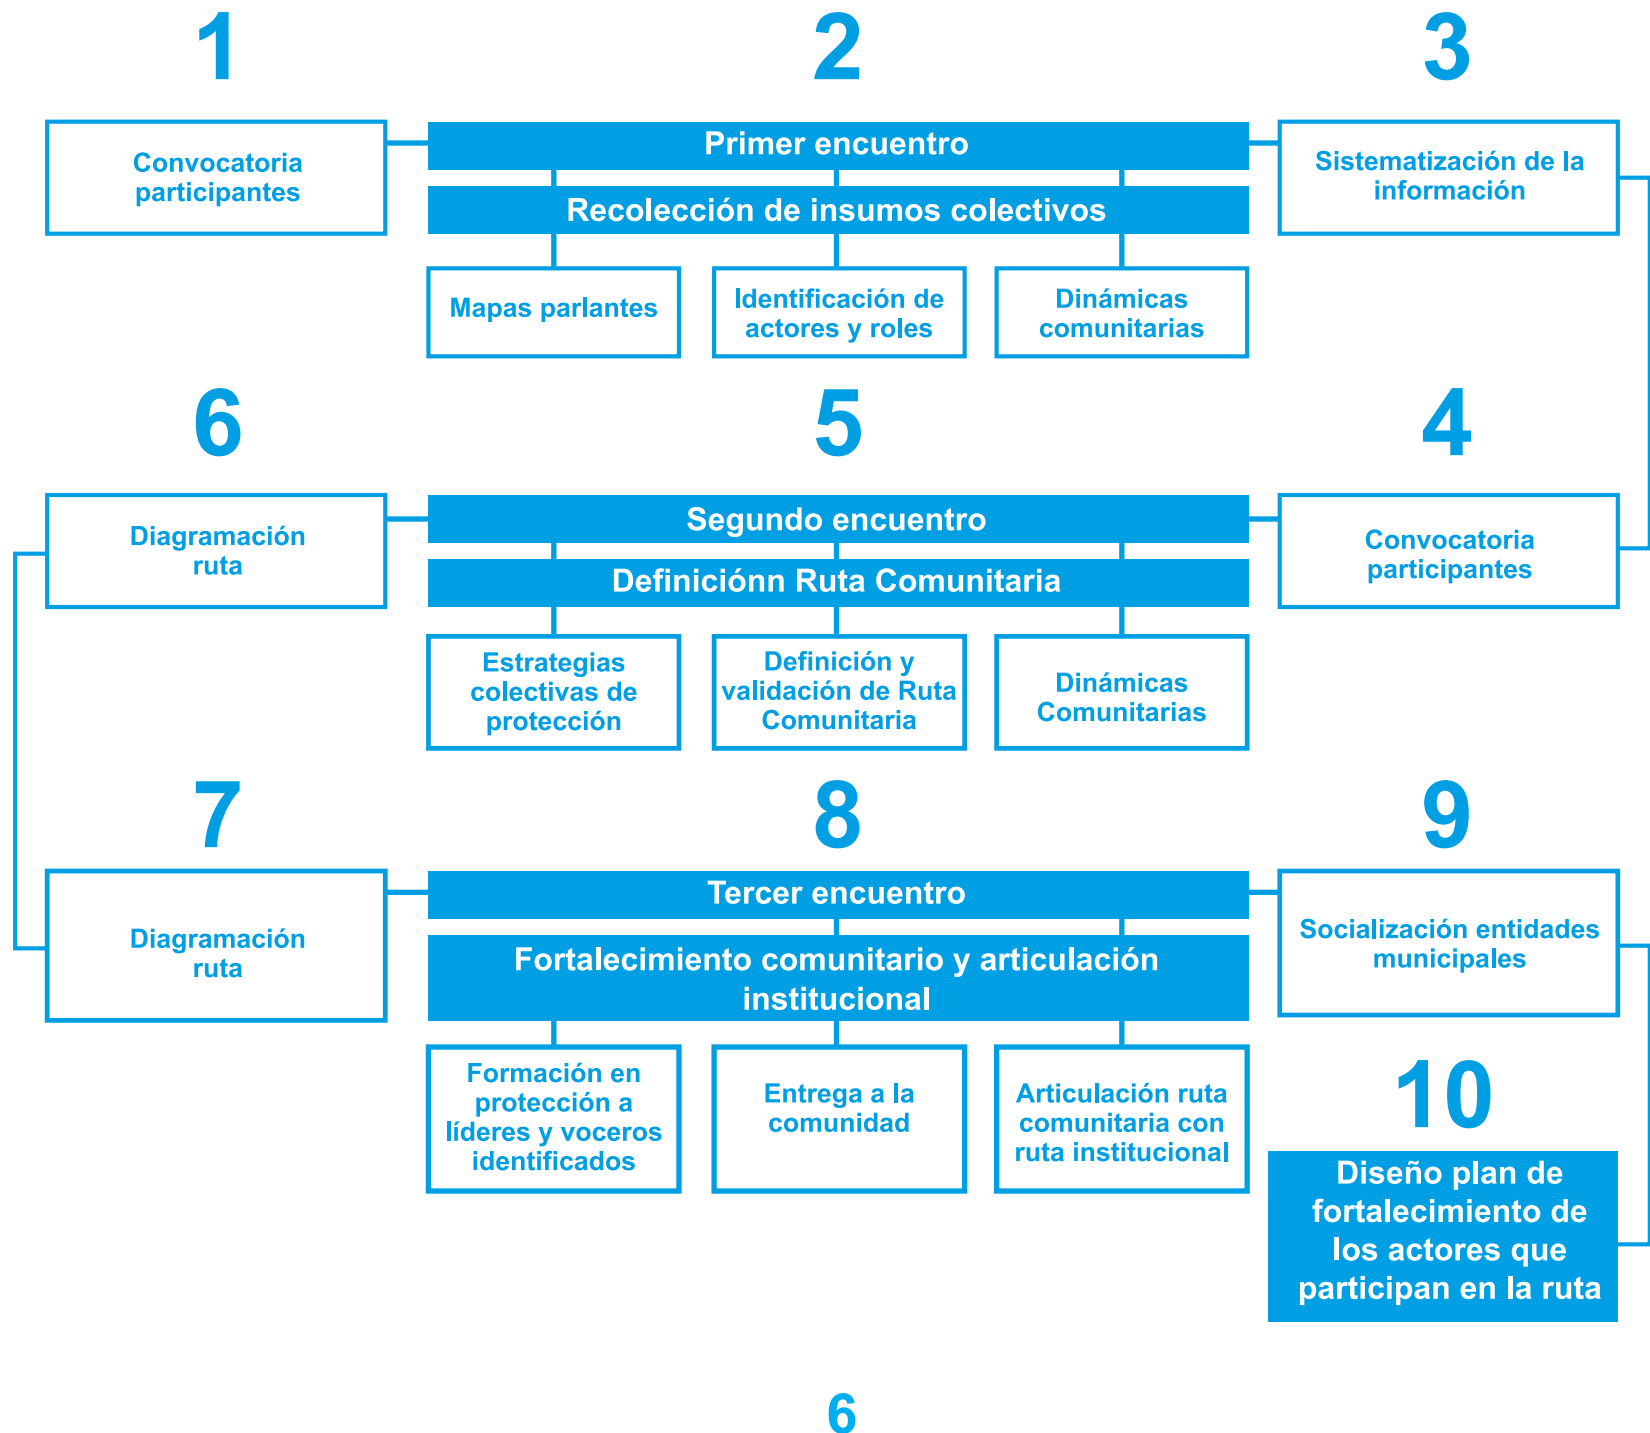 1
2
3
Convocatoria
participantes
Primer encuentro
Recolección de insumos colectivos
Mapas parlantes
Identificación de
actores y roles
Dinámicas
comunitarias
Sistematización de la
información
6
5
4
Diagramación
ruta
Segundo encuentro
Definiciónn Ruta Comunitaria
Estrategias
colectivas de
protección
Definición y
validación de Ruta
Comunitaria
Dinámicas
Comunitarias
Convocatoria
participantes
7
8
9
Diagramación
ruta
Tercer encuentro
Fortalecimiento comunitario y articulación
institucional
Formación en
protección a
líderes y voceros
identificados
Entrega a la
comunidad
Articulación ruta
comunitaria con
ruta institucional
Socialización entidades
municipales
10
Diseño plan de
fortalecimiento de
los actores que
participan en la ruta
6